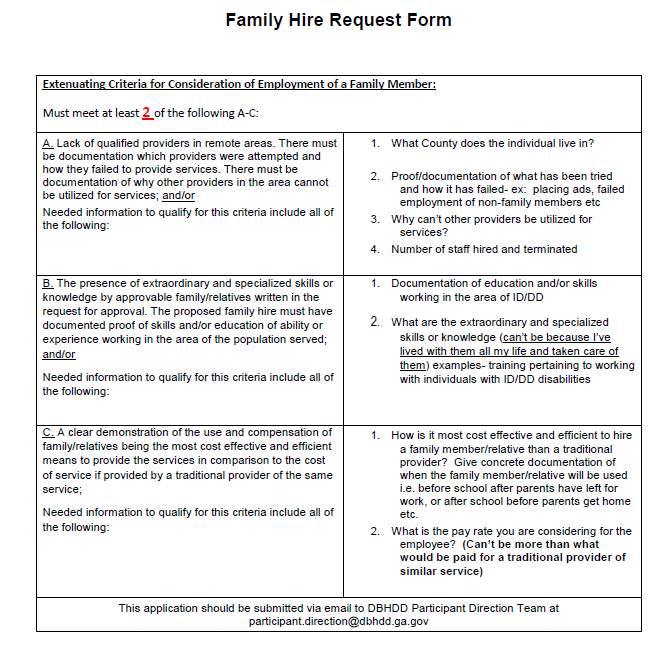 Family Hire Request Form
Extenuating Criteria for Consideration of Employment of a Family Member:
Must meet at least 2 of the following A-C:
A. Lack of qualified providers in remote areas. There must
be documentation which providers were attempted and
how they failed to provide services. There must be
documentation of why other providers in the area cannot
be utilized for services; and/or
Needed information to qualify for this criteria include all of
the following:
1. What County does the individual live in?
2. Proof/documentation of what has been tried
and how it has failed- ex: placing ads, failed
employment of non-family members etc
3. Why can't other providers be utilized for
services?
4. Number of staff hired and terminated
B. The presence of extraordinary and specialized skills or
knowledge by approvable family/relatives written in the
request for approval. The proposed family hire must have
documented proof of skills and/or education of ability or
experience working in the area of the population served;
and/or
Needed information to qualify for this criteria include all of
the following:
1. Documentation of education and/or skills
working in the area of ID/DD
2. What are the extraordinary and specialized
skills or knowledge (can't be because I've
lived with them all my life and taken care of
them) examples- training pertaining to working
with individuals with ID/DD disabilities
C. A clear demonstration of the use and compensation of
family/relatives being the most cost effective and efficient
means to provide the services in comparison to the cost
of service if provided by a traditional provider of the same
service;
Needed information to qualify for this criteria include all of
the following:
1. How is it most cost effective and efficient to hire
a family member/relative than a traditional
provider? Give concrete documentation of
when the family member/relative will be used
i.e. before school after parents have left for
work, or after school before parents get home
etc.
2. What is the pay rate you are considering for the
employee? (Can't be more than what
would be paid for a traditional provider of
similar service)
This application should be submitted via email to DBHDD Participant Direction Team at
participant.direction@dbhdd.ga.gov